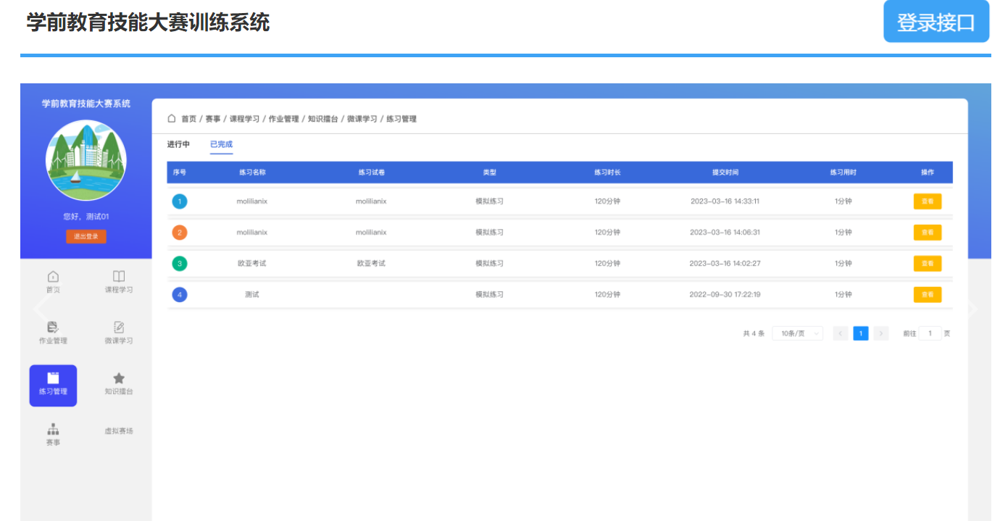 学前教育技能大赛训练系统
登录接口
学前教育技能大赛系统
您好，测试01
退出登录
首页 课程学习
作业管理 微课学习
练习管理 知识擂台
赛事 虚拟赛场
首页 / 赛事 / 课程学习 / 作业管理 / 知识擂台 / 微课学习 / 练习管理
进行中 已完成
序号 练习名称 练习试卷 类型 练习时长 提交时间 练习用时 操作
1 molilianix molilianix 模拟练习 120分钟 2023-03-16 14:33:11 1分钟 查看
2 molilianix molilianix 模拟练习 120分钟 2023-03-16 14:06:31 1分钟 查看
3 欧亚考试 欧亚考试 模拟练习 120分钟 2023-03-16 14:02:27 1分钟 查看
4 测试 模拟练习 120分钟 2022-09-30 17:22:19 1分钟 查看
共 4 条 10条/页 1 前往 1 页